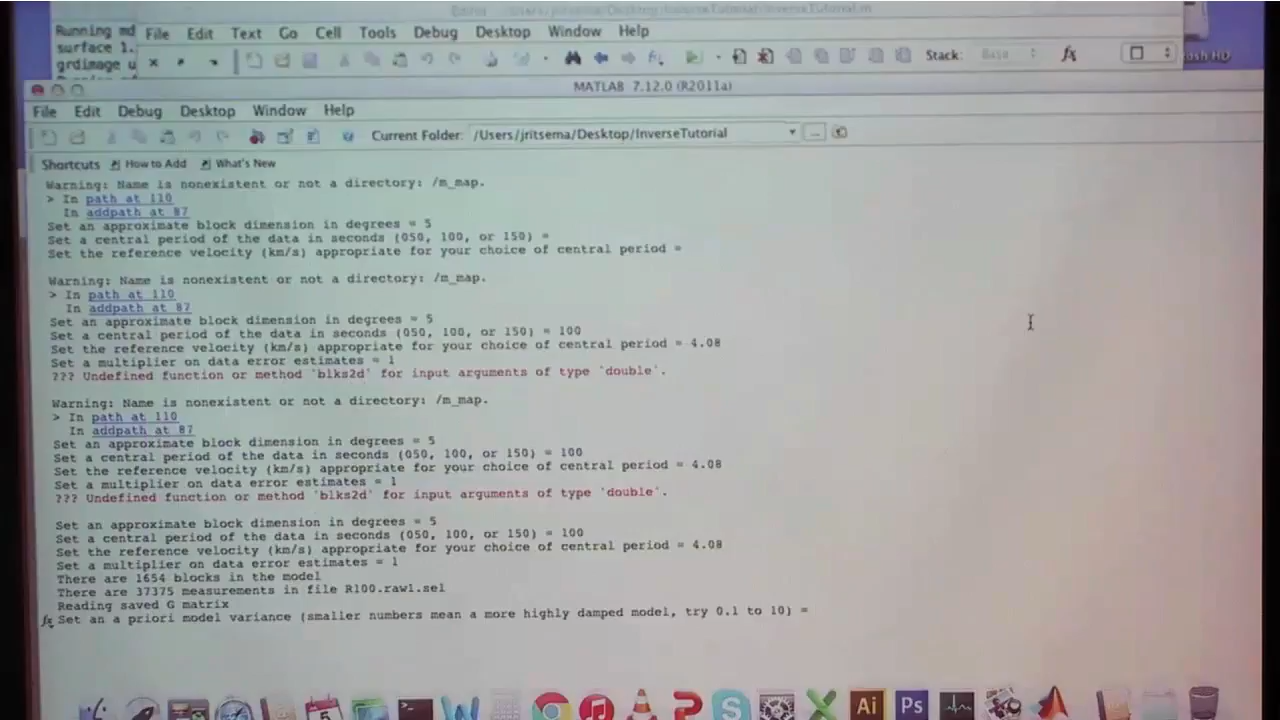 Editor
Running
surface 1.
grdimage u
File Edit Text Go Cell Tools Debug Desktop Window Help
Stack: Base fx
MATLAB 7.12.0 (R2011a)
File Edit Debug Desktop Window Help
Current Folder: /Users/jritsema/Desktop/InverseTutorial
Shortcuts How to Add What's New
Warning: Name is nonexistent or not a directory: /m_map.
> In path at 110
In addpath at 87
Set an approximate block dimension in degrees = 5
Set a central period of the data in seconds (050, 100, or 150) =
Set the reference velocity (km/s) appropriate for your choice of central period =
Warning: Name is nonexistent or not a directory: /m_map.
> In path at 110
In addpath at 87
Set an approximate block dimension in degrees = 5
Set a central period of the data in seconds (050, 100, or 150) = 100
Set the reference velocity (km/s) appropriate for your choice of central period = 4.08
Set a multiplier on data error estimates = 1
??? Undefined function or method 'blks2d' for input arguments of type 'double'.
Warning: Name is nonexistent or not a directory: /m_map.
> In path at 110
In addpath at 87
Set an approximate block dimension in degrees = 5
Set a central period of the data in seconds (050, 100, or 150) = 100
Set the reference velocity (km/s) appropriate for your choice of central period = 4.08
Set a multiplier on data error estimates = 1
??? Undefined function or method 'blks2d' for input arguments of type 'double'.
Set an approximate block dimension in degrees = 5
Set a central period of the data in seconds (050, 100, or 150) = 100
Set the reference velocity (km/s) appropriate for your choice of central period = 4.08
Set a multiplier on data error estimates = 1
There are 1654 blocks in the model
There are 37375 measurements in file R100.raw1.sel
Reading saved G matrix
fx Set an a priori model variance (smaller numbers mean a more highly damped model, try 0.1 to 10) =
5 W P S X Ai Ps